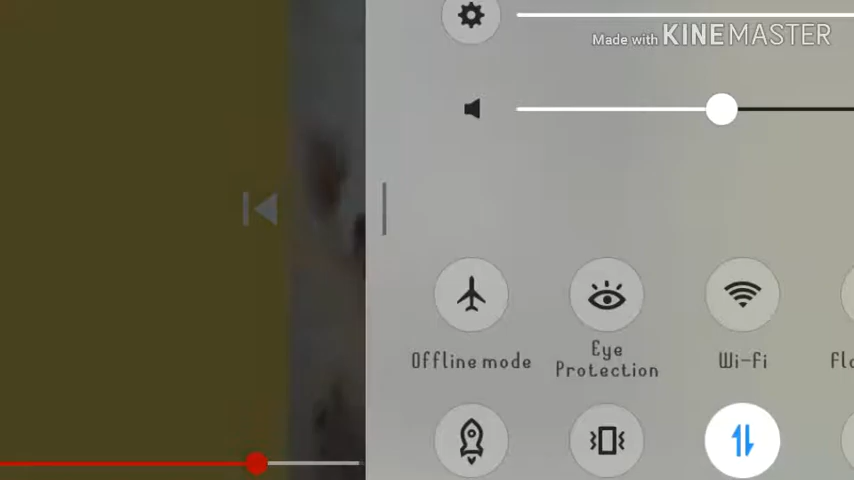 Made with KINEMASTER
Offline mode
Eye
Protection
Wi-Fi